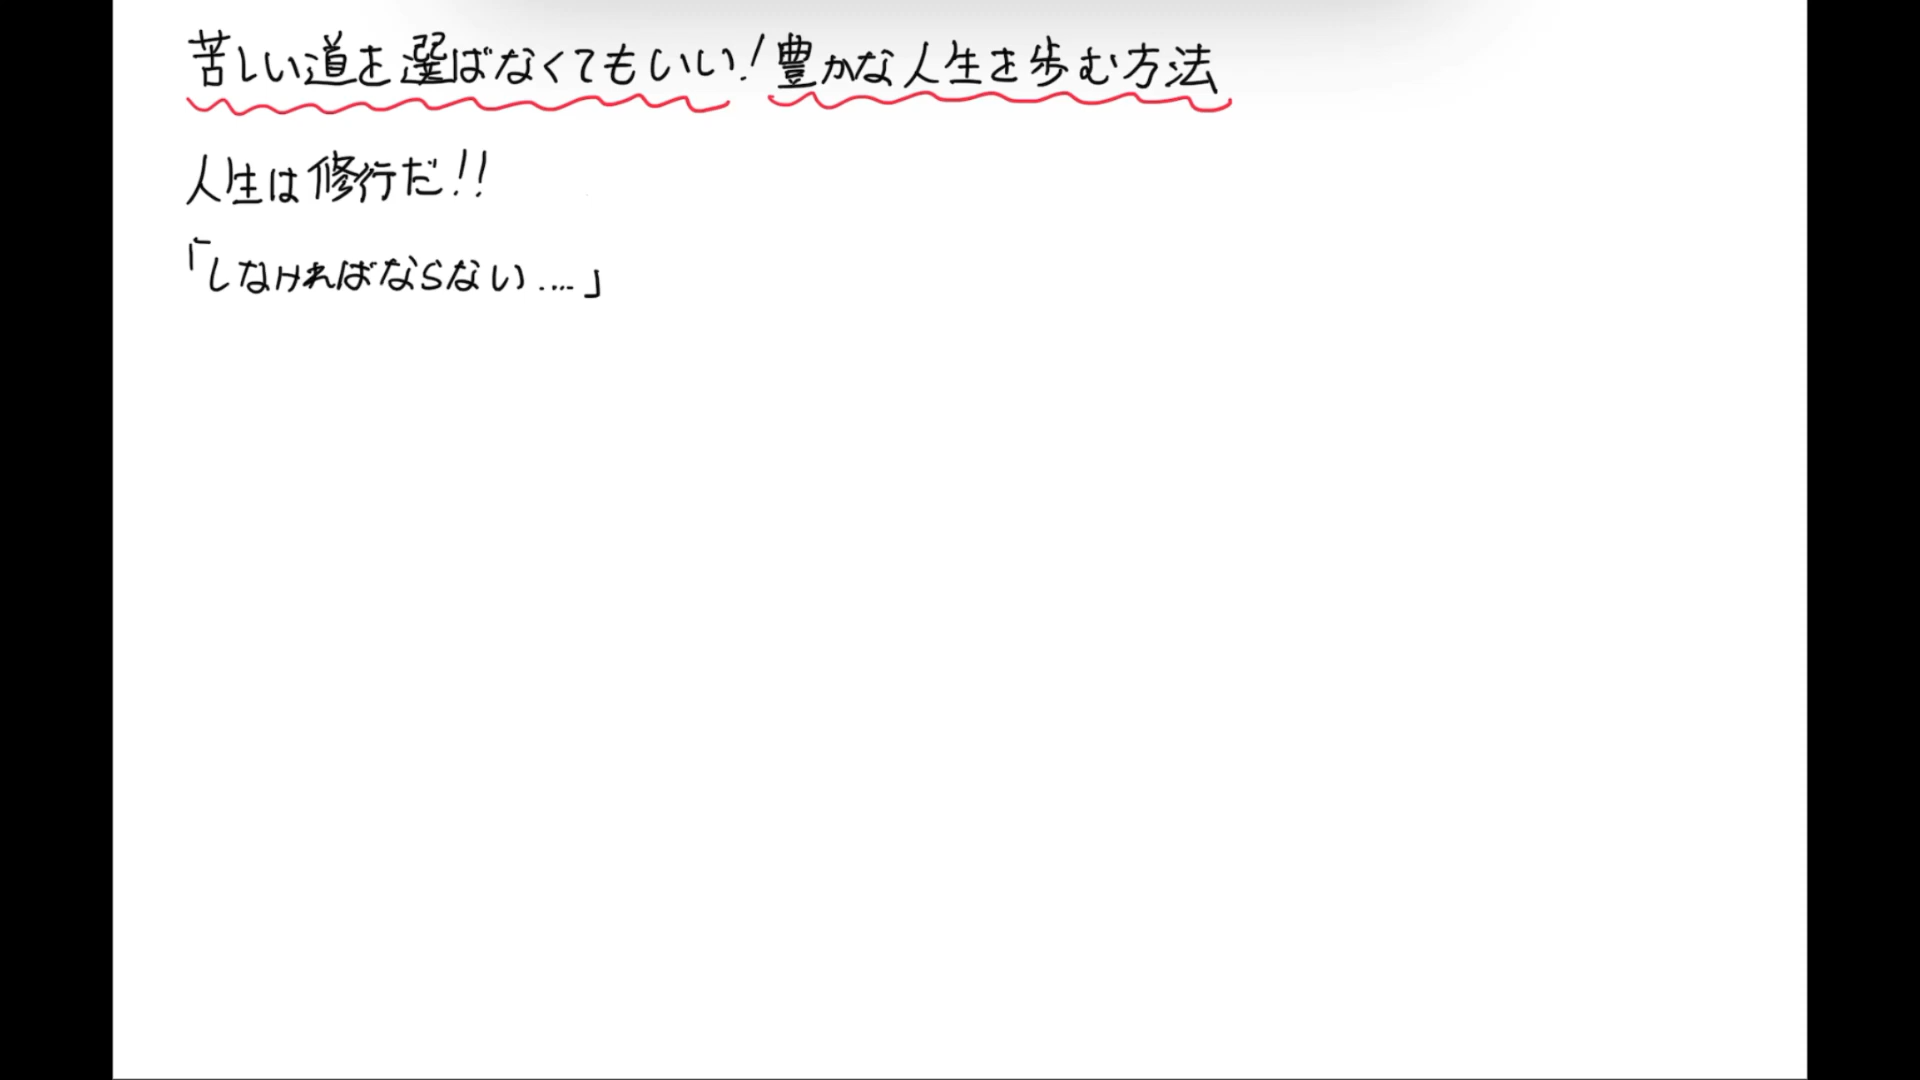 苦しい道を選ばなくてもいい!豊かな人生を歩む方法
人生は修行だ!!
「しなければならない....」